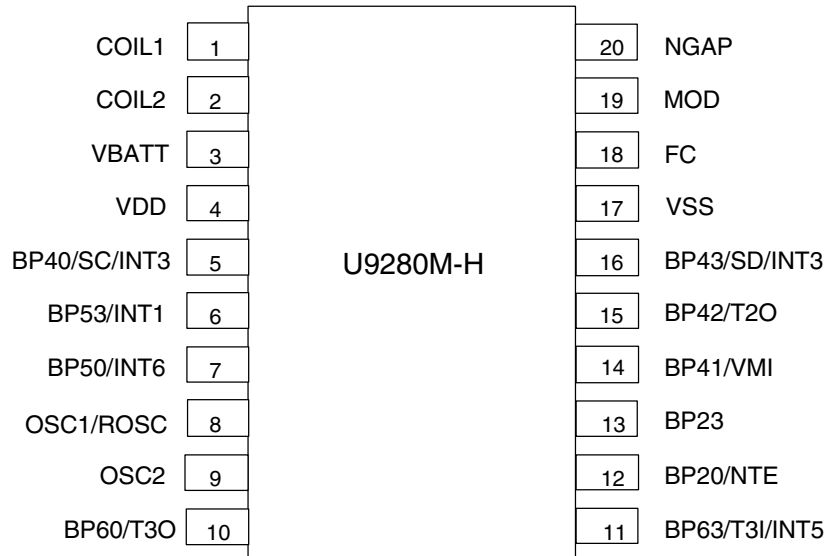 COIL1 1 20 NGAP
COIL2 2 19 MOD
VBATT 3 18 FC
VDD 4 17 VSS
BP40/SC/INT3 5 U9280M-H 16 BP43/SD/INT3
BP53/INT1 6 15 BP42/T2O
BP50/INT6 7 14 BP41/VMI
OSC1/ROSC 8 13 BP23
OSC2 9 12 BP20/NTE
BP60/T3O 10 11 BP63/T3I/INT5